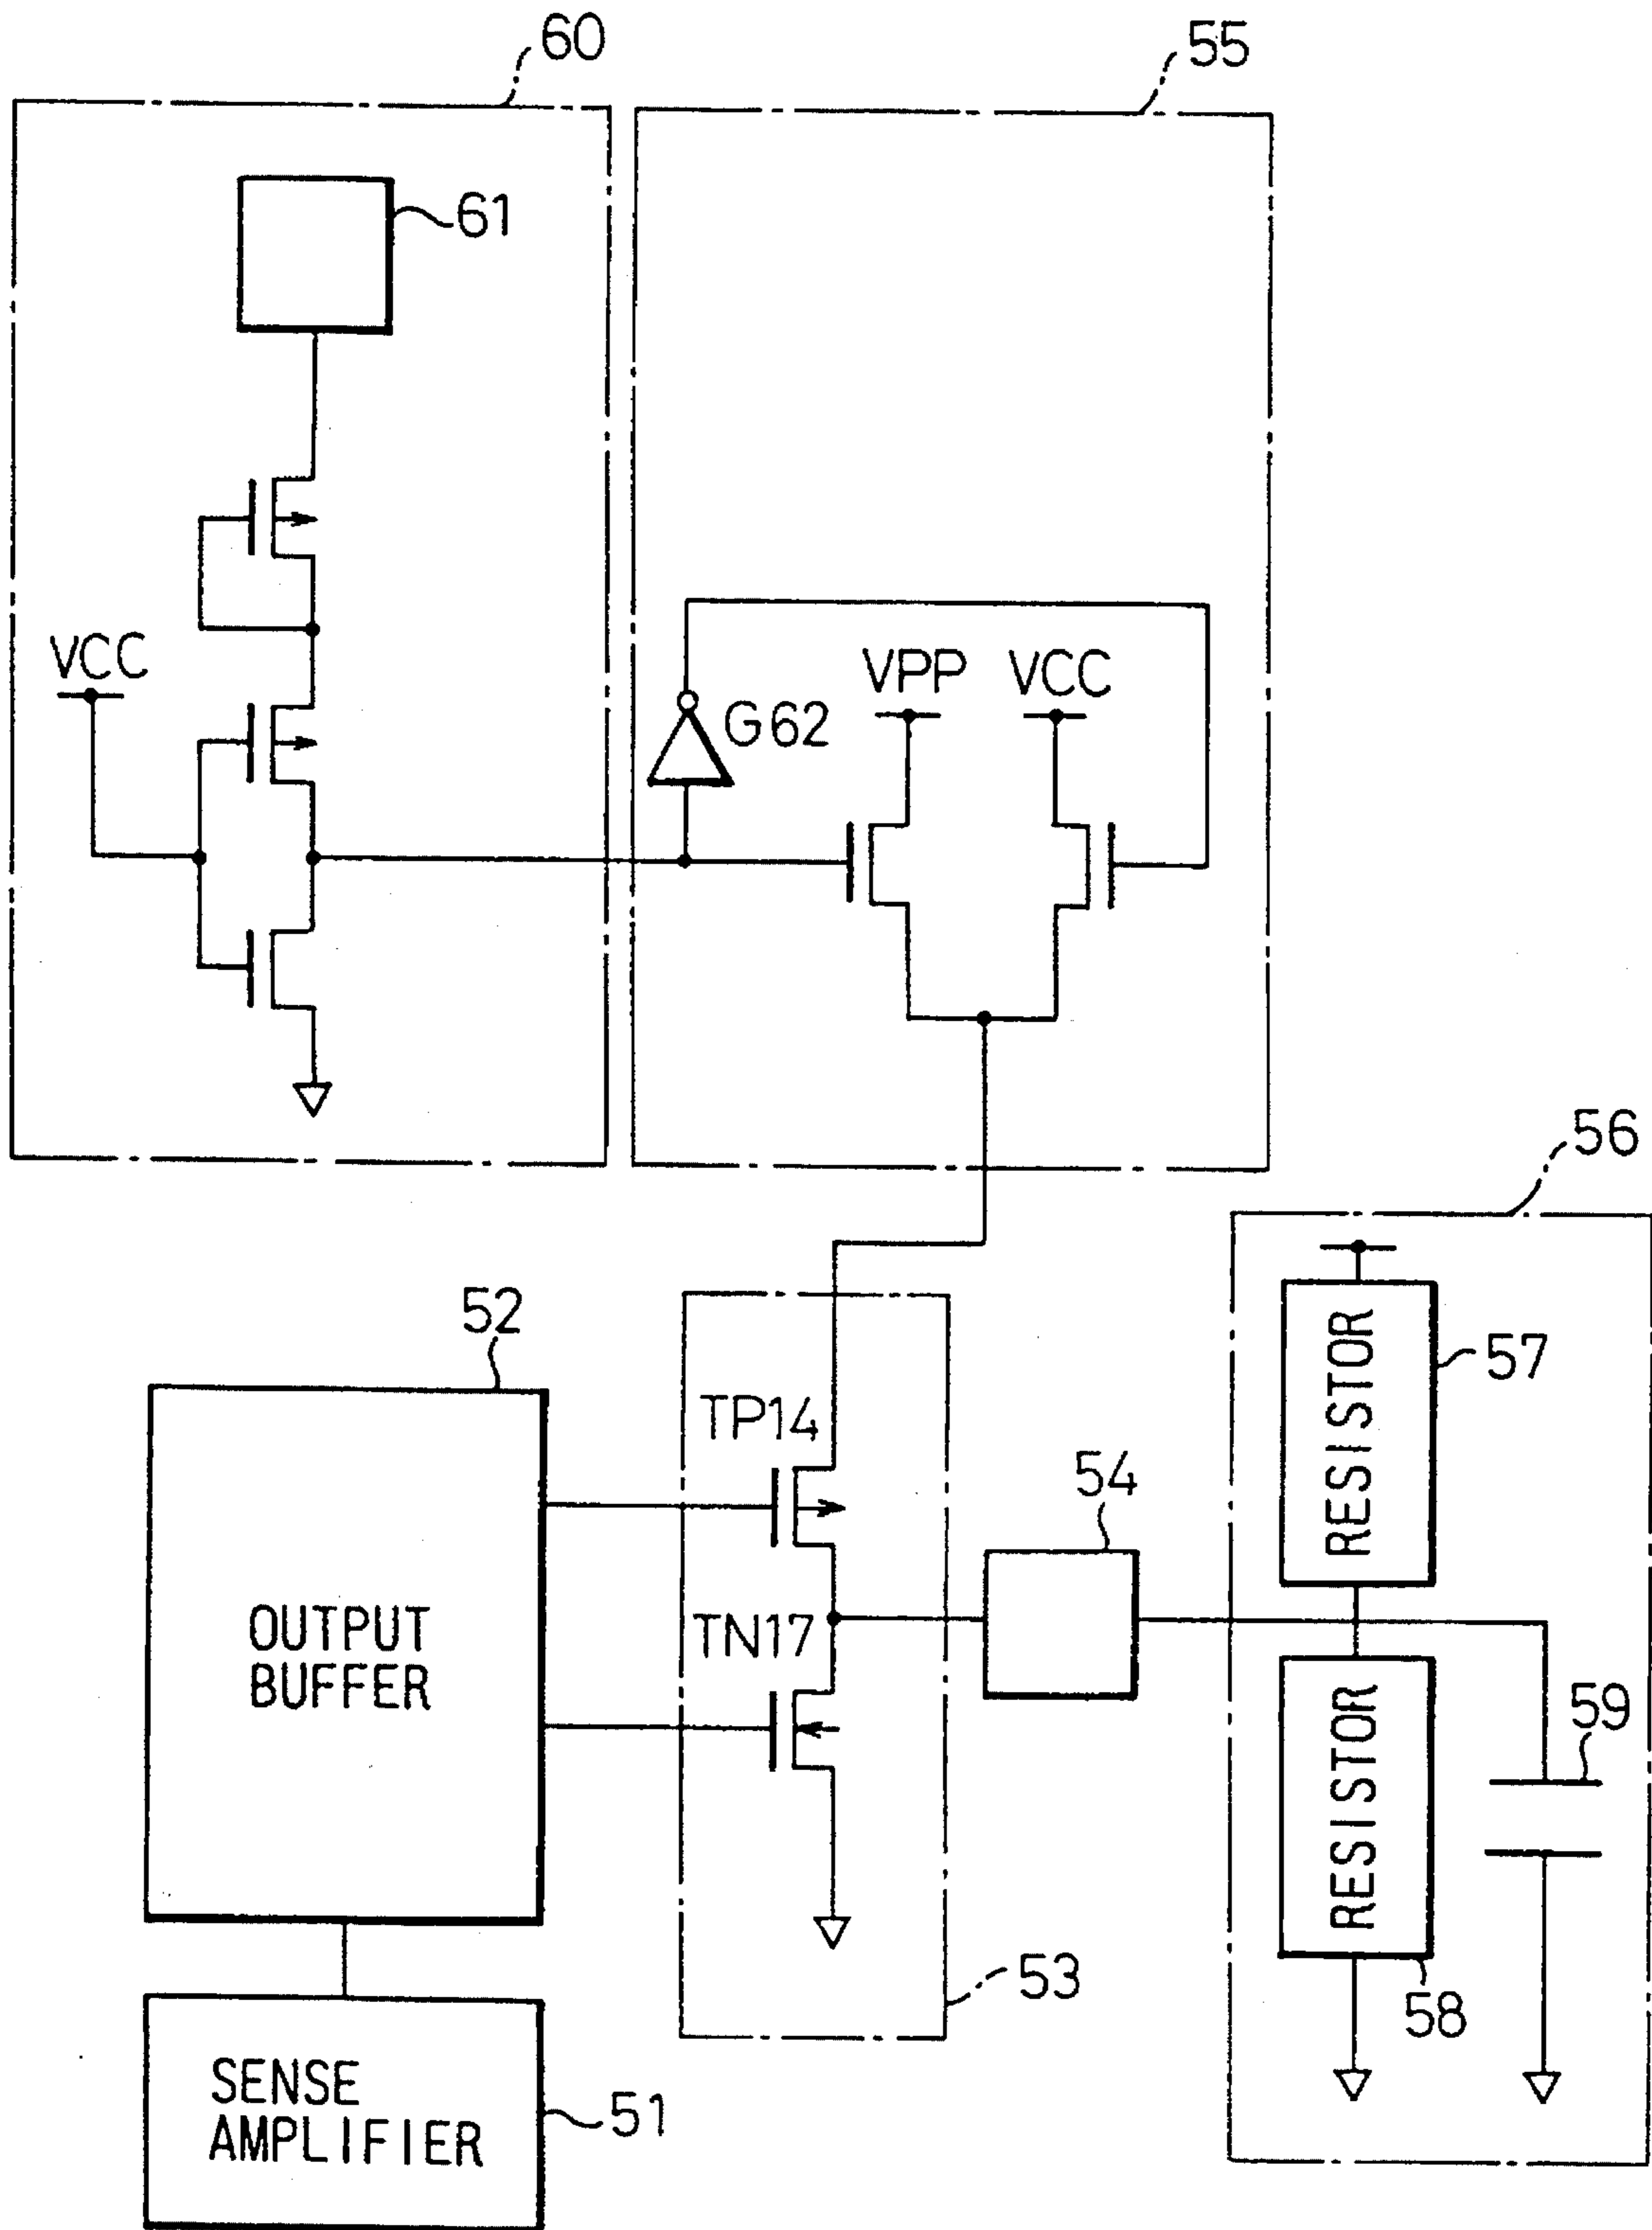 60
55
61
VCC
VPP
VCC
G62
56
52
57
RESISTOR
TP14
54
OUTPUT
BUFFER
TN17
59
RESISTOR
53
58
SENSE
AMPLIFIER
51